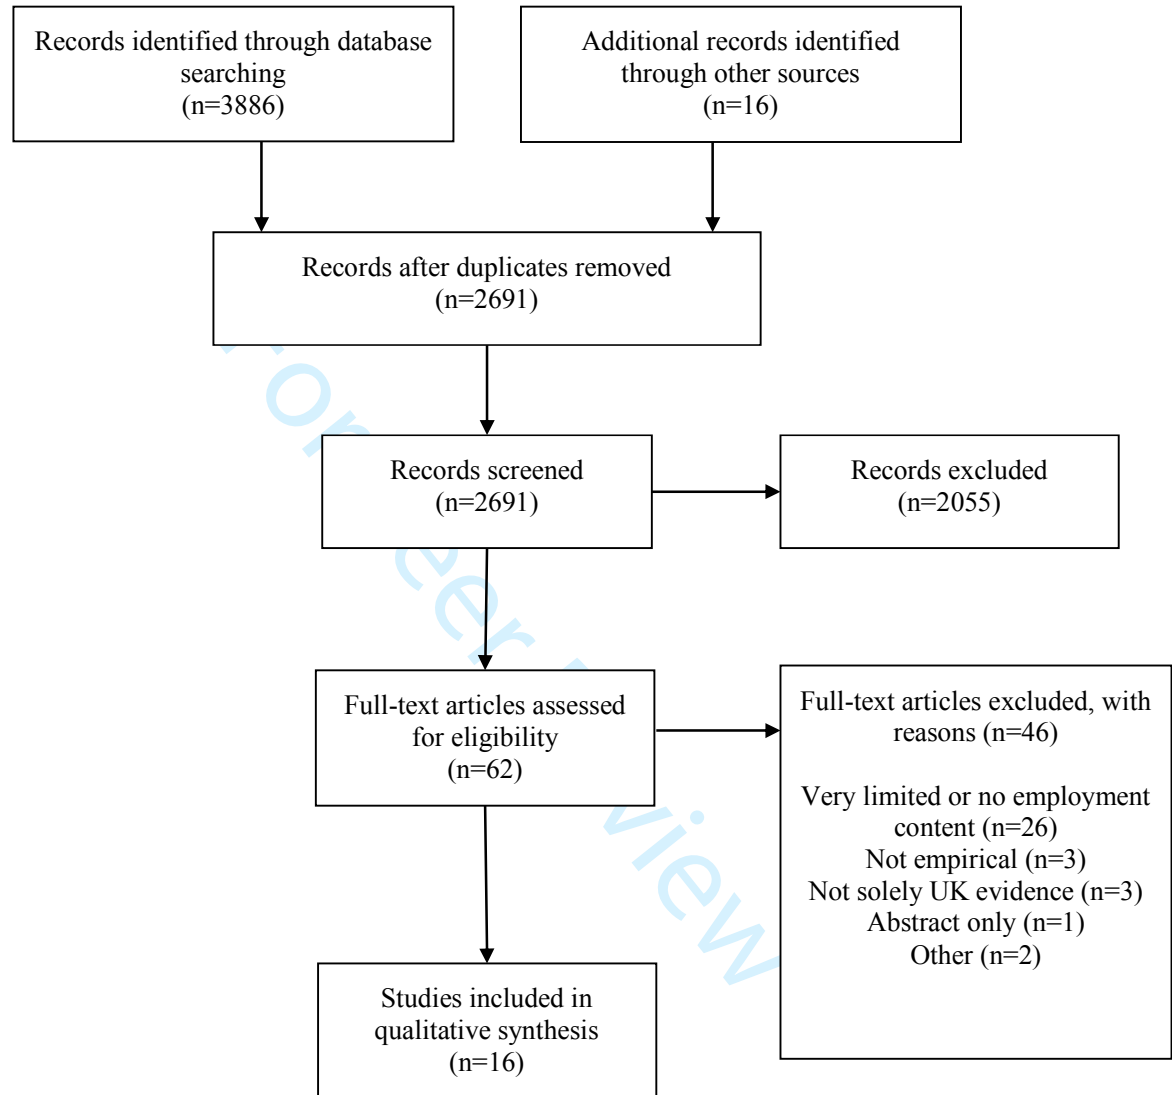 Records identified through database
searching
(n=3886)
Additional records identified
through other sources
(n=16)
Records after duplicates removed
(n=2691)
Records screened
(n=2691)
Records excluded
(n=2055)
Full-text articles assessed
for eligibility
(n=62)
Full-text articles excluded, with
reasons (n=46)
Very limited or no employment
content (n=26)
Not empirical (n=3)
Not solely UK evidence (n=3)
Abstract only (n=1)
Other (n=2)
Studies included in
qualitative synthesis
(n=16)